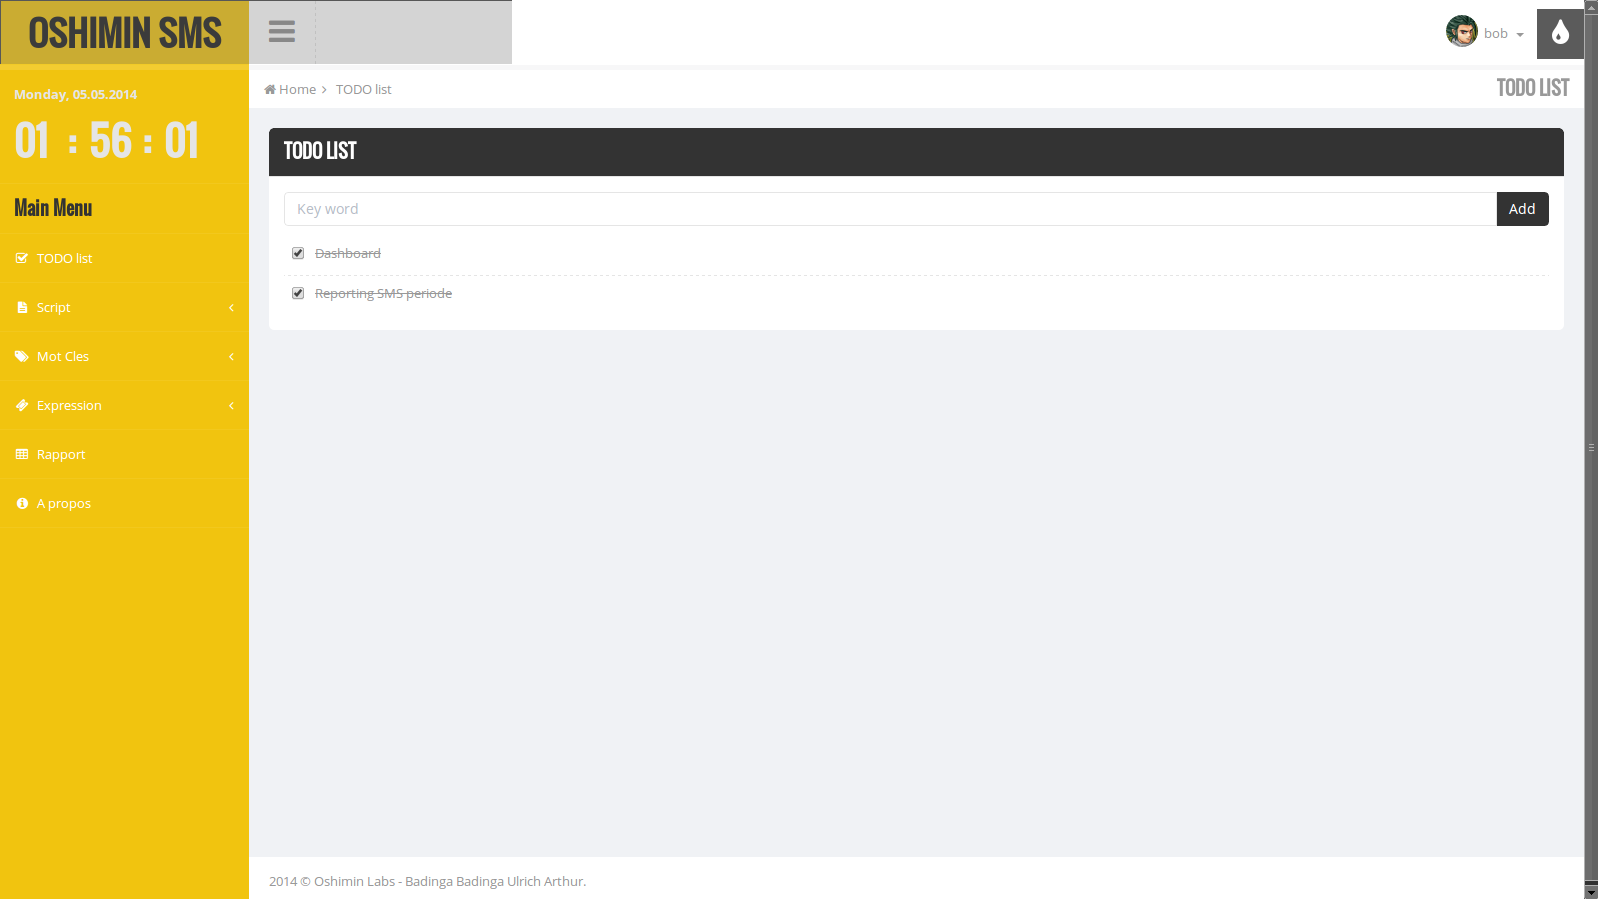 OSHIMIN SMS
bob
Monday, 05.05.2014
01 : 56 : 01
Home
TODO list
TODO LIST
Main Menu
TODO list
Script
Mot Cles
Expression
Rapport
A propos
TODO LIST
Key word
Add
Dashboard
Reporting SMS periode
2014 © Oshimin Labs - Badinga Badinga Ulrich Arthur.